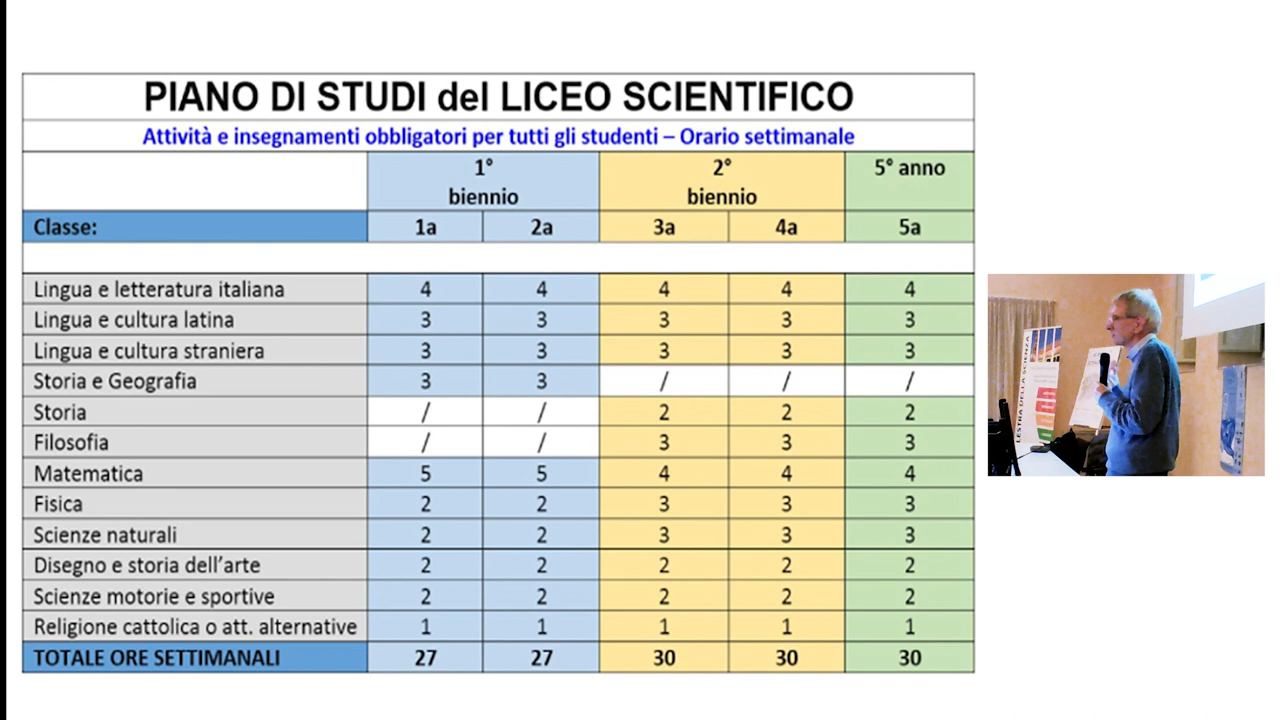 PIANO DI STUDI del LICEO SCIENTIFICO
Attività e insegnamenti obbligatori per tutti gli studenti – Orario settimanale
1° biennio 2° biennio 5° anno
Classe: 1a 2a 3a 4a 5a
Lingua e letteratura italiana 4 4 4 4 4
Lingua e cultura latina 3 3 3 3 3
Lingua e cultura straniera 3 3 3 3 3
Storia e Geografia 3 3 / / /
Storia / / 2 2 2
Filosofia / / 3 3 3
Matematica 5 5 4 4 4
Fisica 2 2 3 3 3
Scienze naturali 2 2 3 3 3
Disegno e storia dell'arte 2 2 2 2 2
Scienze motorie e sportive 2 2 2 2 2
Religione cattolica o att. alternative 1 1 1 1 1
TOTALE ORE SETTIMANALI 27 27 30 30 30
LESTRA DELLA SCIENZA